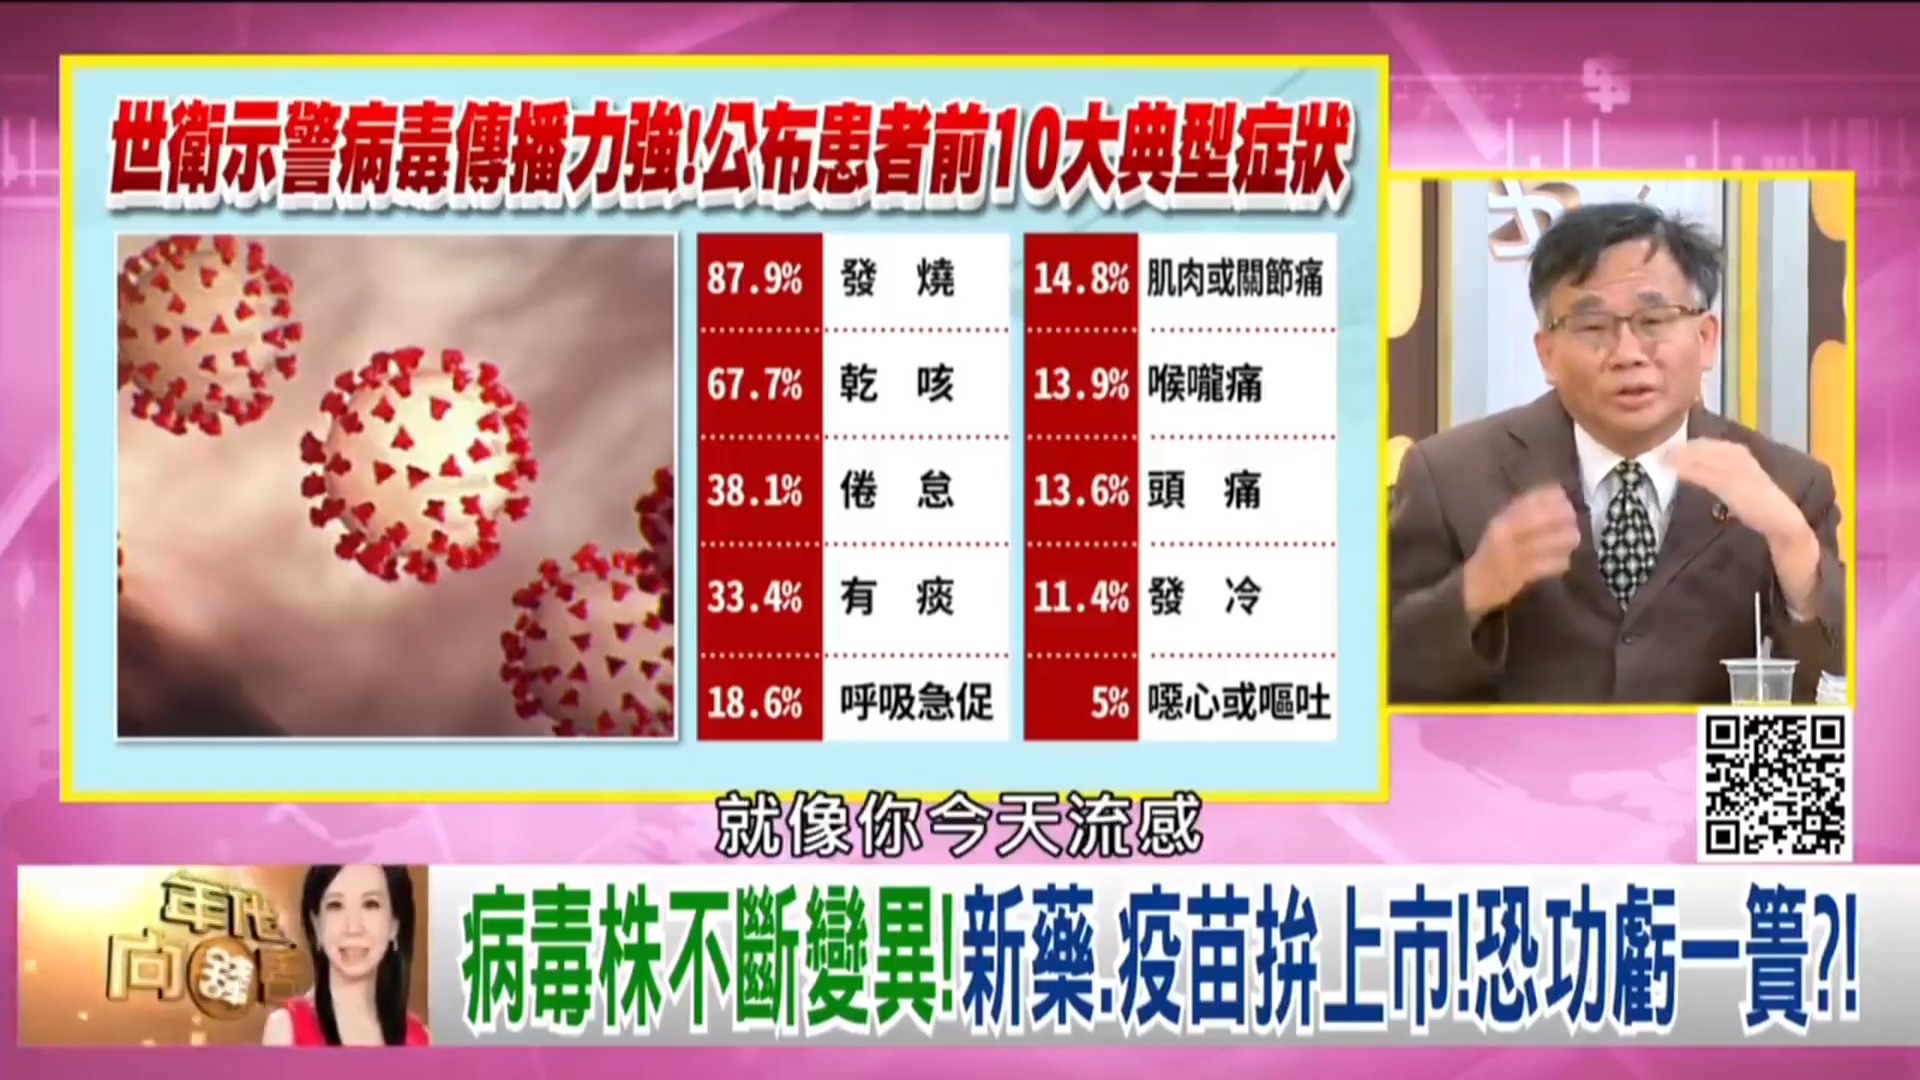 世衛示警病毒傳播力強!公布患者前10大典型症狀
87.9% 發燒
67.7% 乾咳
38.1% 倦怠
33.4% 有痰
18.6% 呼吸急促
14.8% 肌肉或關節痛
13.9% 喉嚨痛
13.6% 頭痛
11.4% 發冷
5% 噁心或嘔吐
就像你今天流感
年代
向錢看
病毒株不斷變異!新藥.疫苗拚上市!恐功虧一簣?!